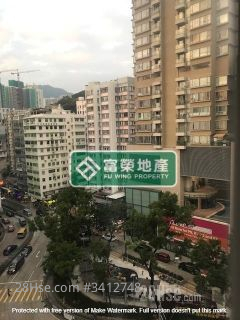 富榮地產
FU WING PROPERTY
28Hse.com #3412748
Protected with free version of Make Watermark. Full version doesn't put this mark